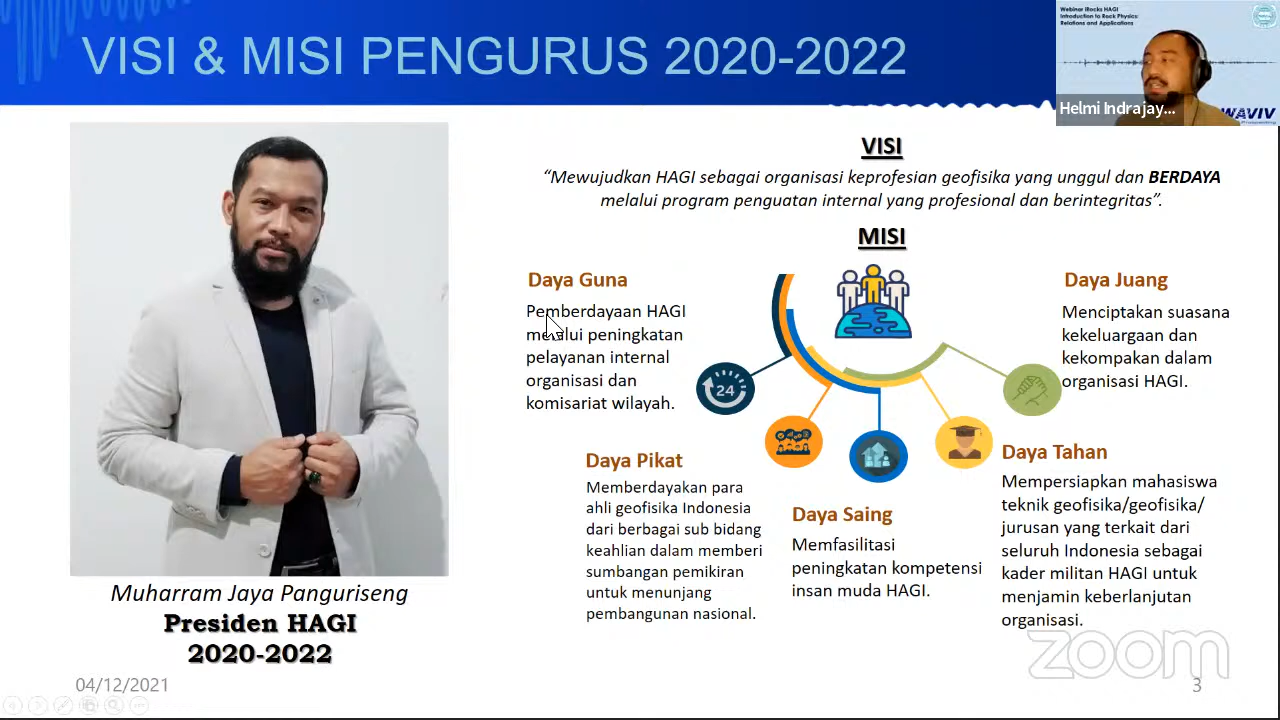 VISI & MISI PENGURUS 2020-2022
Webinar iRocks HAGI
Introduction to Rock Physics:
Relations and Applications
Helmi Indrajay...
WAVIV
VISI
“Mewujudkan HAGI sebagai organisasi keprofesian geofisika yang unggul dan BERDAYA
melalui program penguatan internal yang profesional dan berintegritas”.
MISI
Daya Guna
Pemberdayaan HAGI
melalui peningkatan
pelayanan internal
organisasi dan
komisariat wilayah.
24
Daya Juang
Menciptakan suasana
kekeluargaan dan
kekompakan dalam
organisasi HAGI.
Daya Pikat
Memberdayakan para
ahli geofisika Indonesia
dari berbagai sub bidang
keahlian dalam memberi
sumbangan pemikiran
untuk menunjang
pembangunan nasional.
Daya Saing
Memfasilitasi
peningkatan kompetensi
insan muda HAGI.
Daya Tahan
Mempersiapkan mahasiswa
teknik geofisika/geofisika/
jurusan yang terkait dari
seluruh Indonesia sebagai
kader militan HAGI untuk
menjamin keberlanjutan
organisasi.
Muharram Jaya Panguriseng
Presiden HAGI
2020-2022
04/12/2021
zoom
3